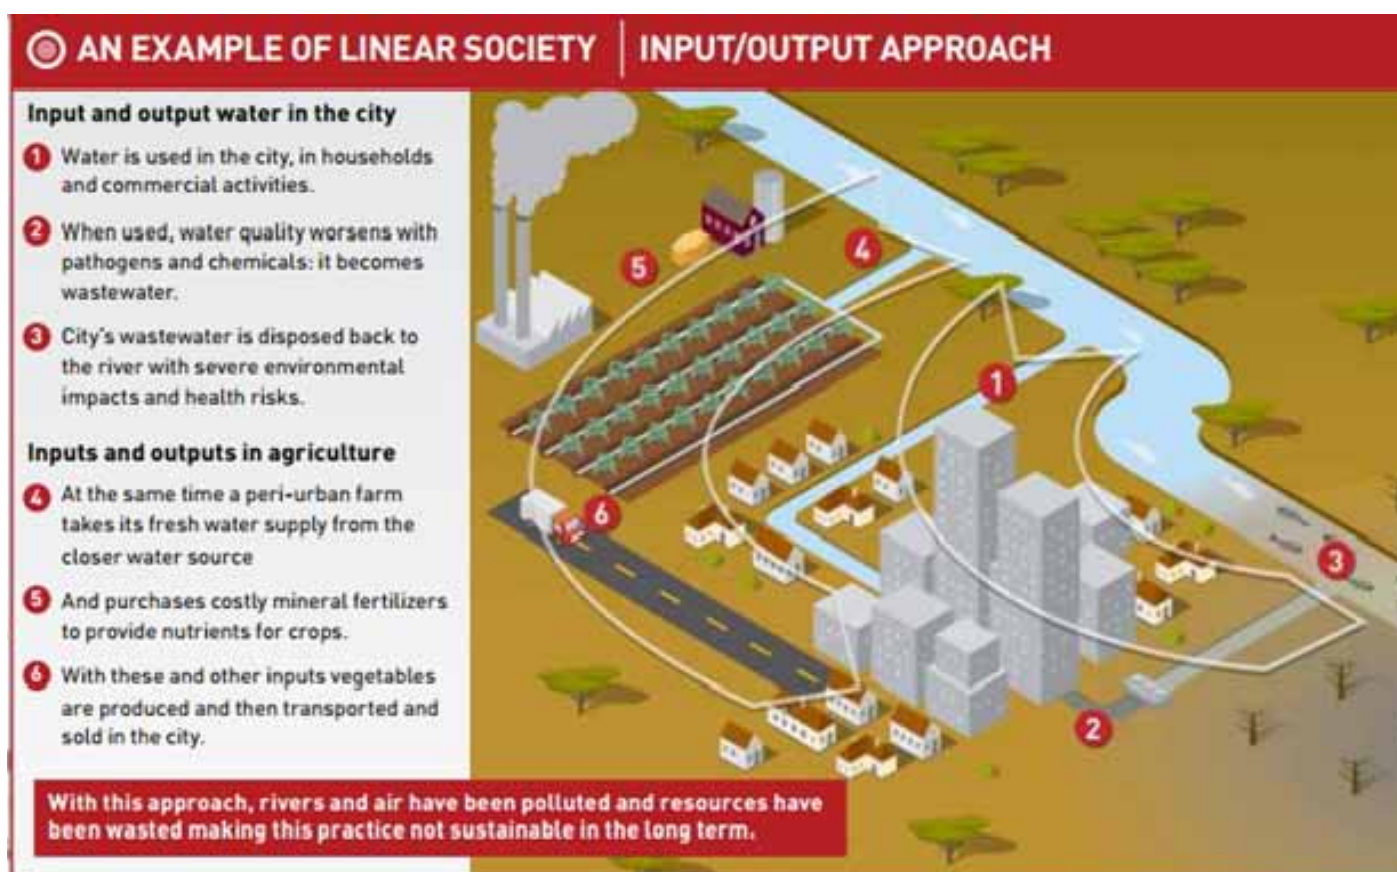 AN EXAMPLE OF LINEAR SOCIETY | INPUT/OUTPUT APPROACH
Input and output water in the city
1 Water is used in the city, in households
and commercial activities.
2 When used, water quality worsens with
pathogens and chemicals: it becomes
wastewater.
3 City's wastewater is disposed back to
the river with severe environmental
impacts and health risks.
Inputs and outputs in agriculture
4 At the same time a peri-urban farm
takes its fresh water supply from the
closer water source
5 And purchases costly mineral fertilizers
to provide nutrients for crops.
6 With these and other inputs vegetables
are produced and then transported and
sold in the city.
With this approach, rivers and air have been polluted and resources have
been wasted making this practice not sustainable in the long term.
5
4
1
6
3
2